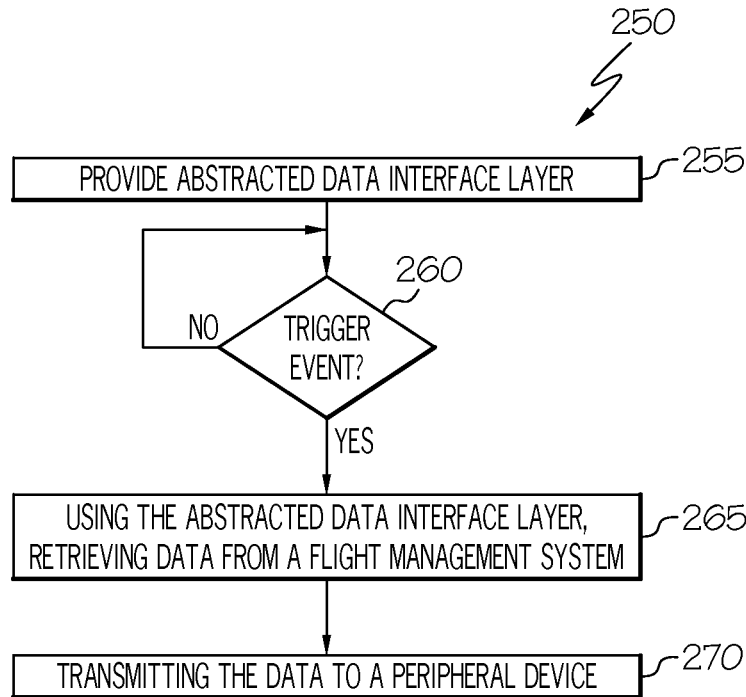 250
PROVIDE ABSTRACTED DATA INTERFACE LAYER
255
260
TRIGGER
EVENT?
NO
YES
USING THE ABSTRACTED DATA INTERFACE LAYER,
RETRIEVING DATA FROM A FLIGHT MANAGEMENT SYSTEM
265
TRANSMITTING THE DATA TO A PERIPHERAL DEVICE
270